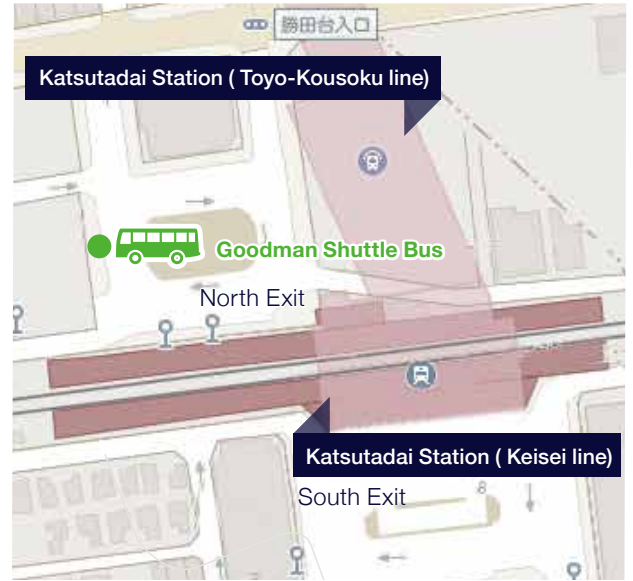 勝田台入口
Katsutadai Station ( Toyo-Kousoku line)
Goodman Shuttle Bus
North Exit
Katsutadai Station ( Keisei line)
South Exit